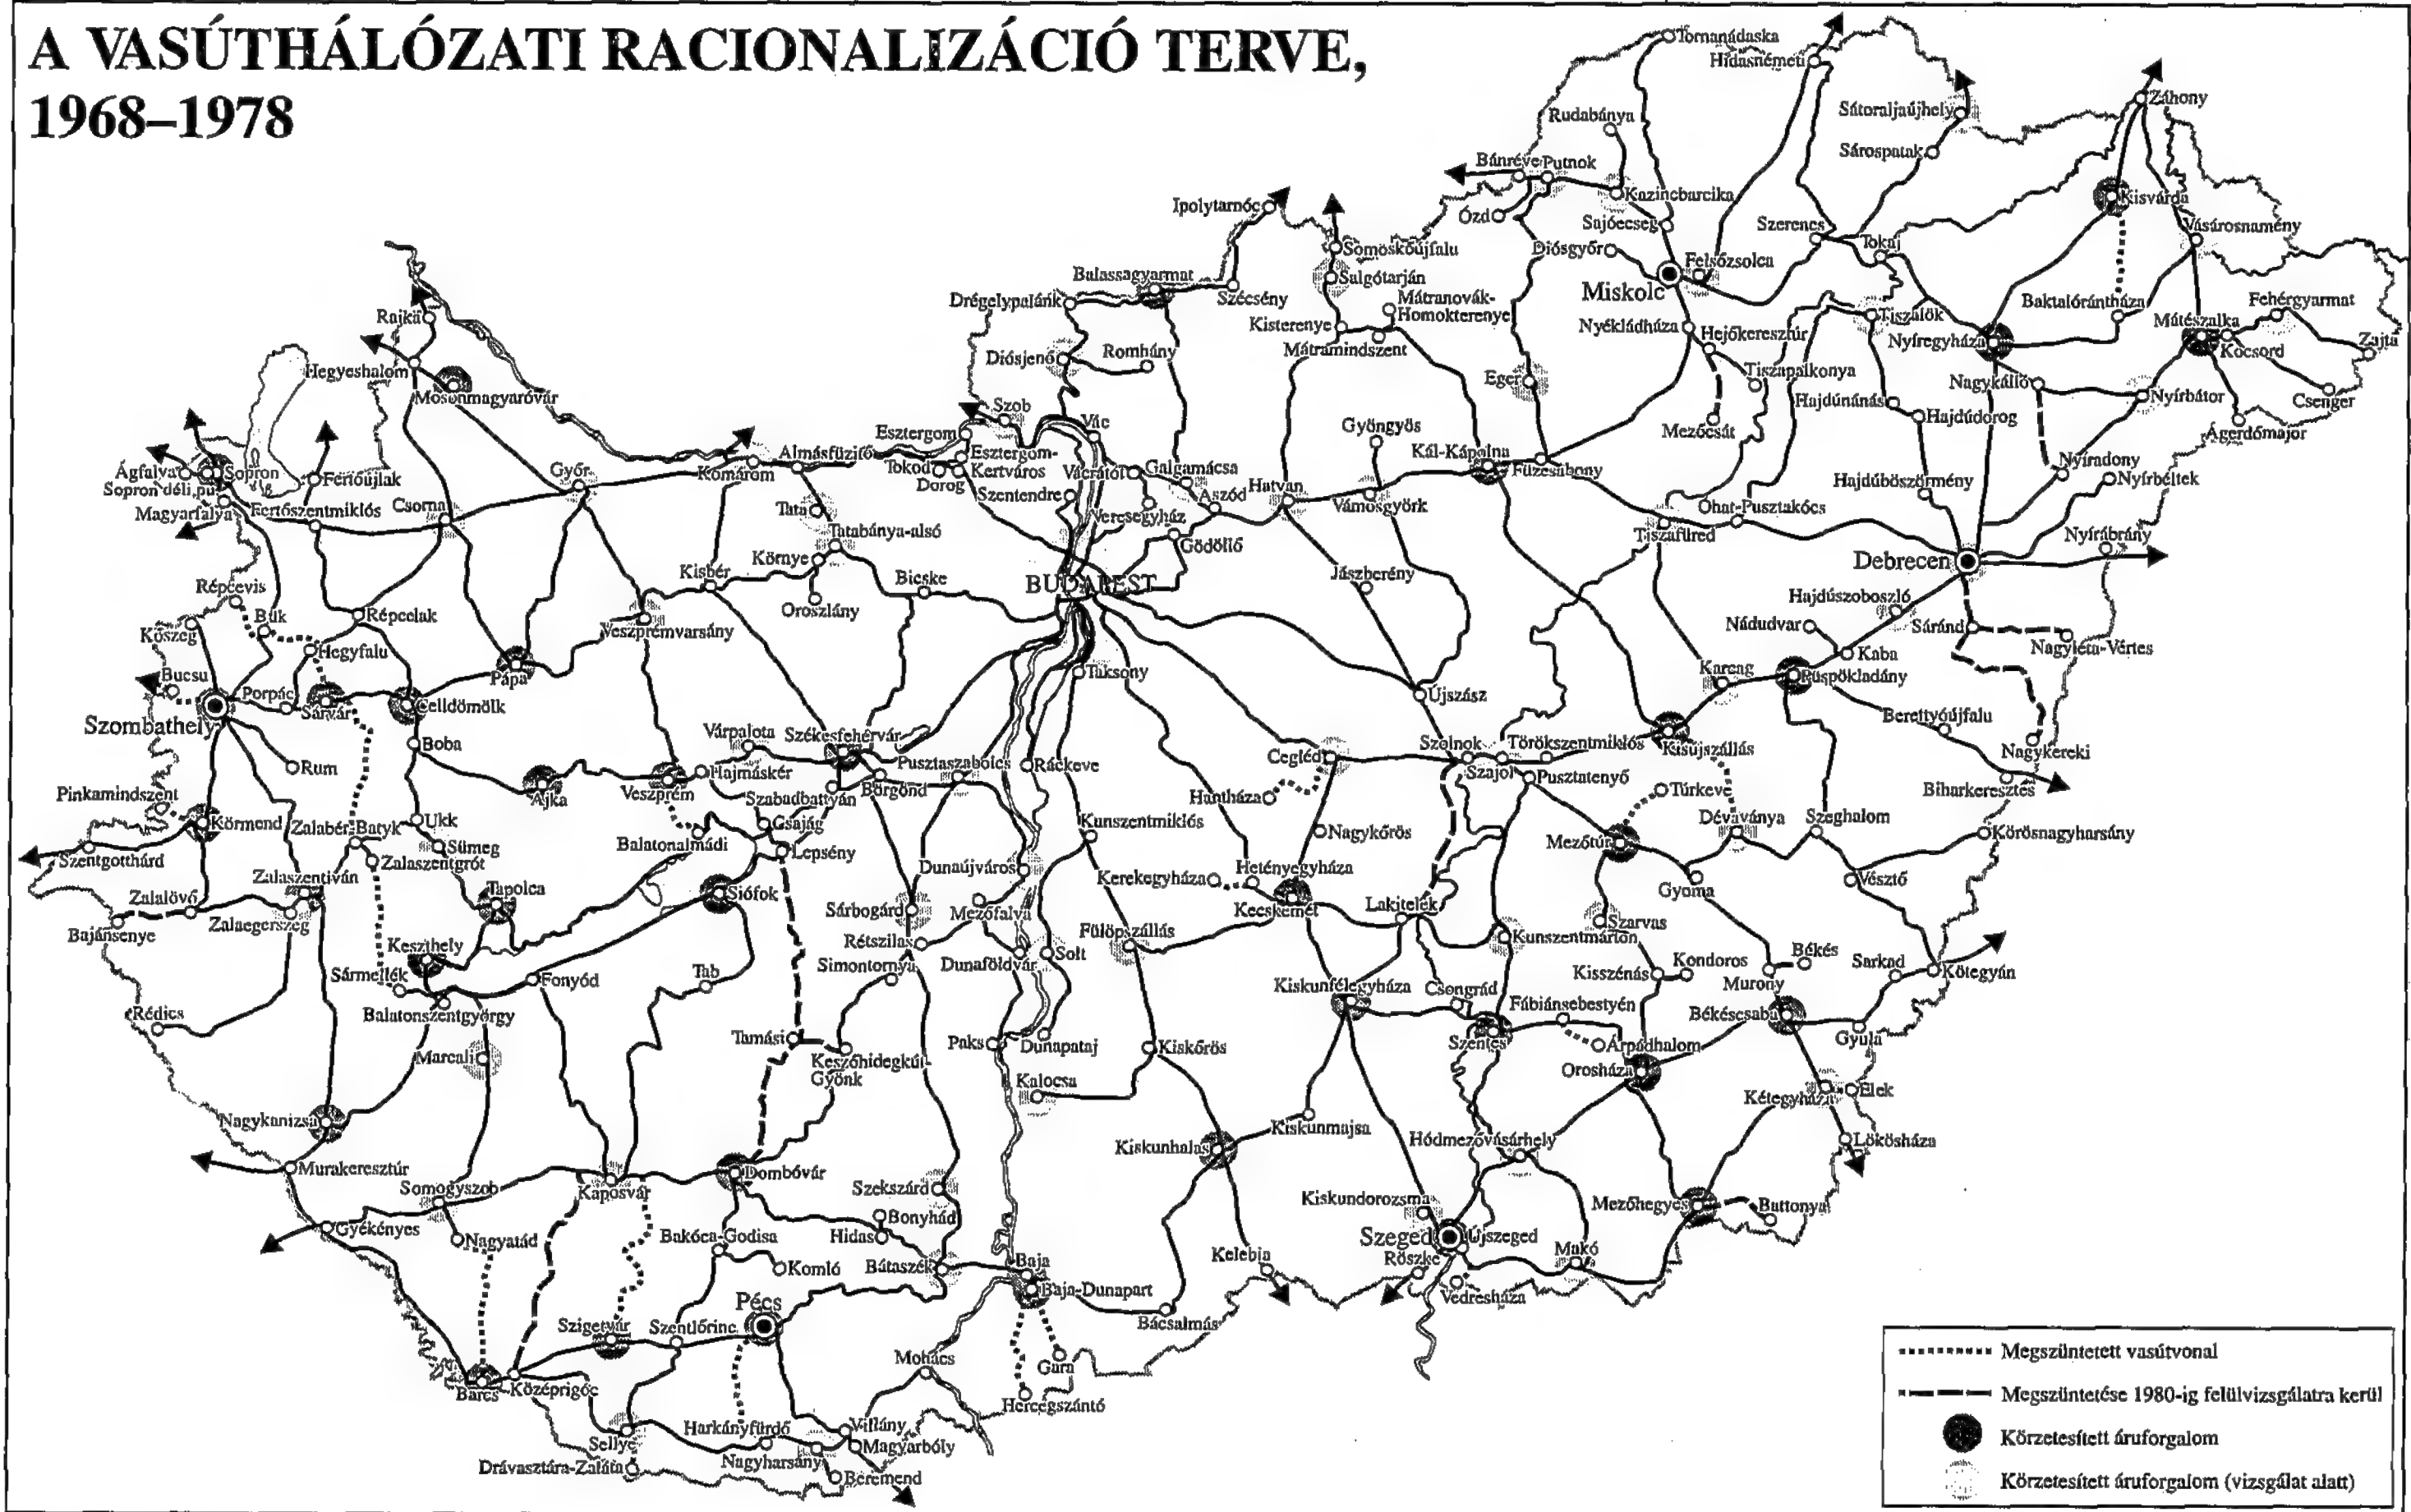 A VASÚTHÁLÓZATI RACIONALIZÁCIÓ TERVE,
1968–1978
Tornanádaska
Hidasnémeti
Sátoraljaújhely
Záhony
Rudabánya
Sárospatak
Bánréve
Putnok
Kazincbarcika
Kisvárda
Ipolytarnóc
Ózd
Sajóecseg
Szerencs
Vásárosnamény
Somoskőújfalu
Diósgyőr
Felsőzsolca
Tokaj
Balassagyarmat
Salgótarján
Miskolc
Drégelypalánk
Szécsény
Mátranovák-
Homokterenye
Baktalórántháza
Fehérgyarmat
Rajka
Kisterenye
Nyékládháza
Hejőkeresztúr
Tiszalök
Mátészalka
Nyíregyháza
Kocsord
Zajta
Diósjenő
Romhány
Mátramindszent
Hegyeshalom
Eger
Tiszapalkonya
Nagykálló
Mosonmagyaróvár
Hajdúnánás
Nyírbátor
Csenger
Szob
Vác
Hajdúdorog
Mezőcsát
Ágerdőmajor
Esztergom
Gyöngyös
Almásfüzitő
Esztergom-
Kertváros
Kál-Kápolna
Füzesabony
Nyíradony
Ágfalva
Sopron
Fertőújlak
Győr
Komárom
Tokod
Dorog
Vácrátót
Galgamácsa
Nyírbéltek
Sopron déli pu.
Hatvan
Hajdúböszörmény
Magyarfalva
Fertőszentmiklós
Csorna
Szentendre
Aszód
Vámosgyörk
Ohat-Pusztakócs
Tata
Veresegyház
Tiszafüred
Tatabánya-alsó
Gödöllő
Nyírábrány
Környe
Debrecen
Répcevis
Kisbér
Bicske
BUDAPEST
Jászberény
Bük
Répcelak
Oroszlány
Hajdúszoboszló
Kőszeg
Veszprémvarsány
Nádudvar
Sáránd
Hegyfalu
Kaba
Nagyléta-Vértes
Bucsu
Pápa
Taksony
Karcag
Püspökladány
Porpác
Sárvár
Celldömölk
Újszász
Szombathely
Berettyóújfalu
Boba
Várpalota
Székesfehérvár
Szolnok
Törökszentmiklós
Kisújszállás
Nagykereki
Rum
Hajmáskér
Pusztaszabolcs
Ráckeve
Cegléd
Szajol
Pusztatenyő
Ajka
Veszprém
Szabadbattyán
Börgönd
Hantháza
Túrkeve
Biharkeresztes
Pinkamindszent
Körmend
Zalabér-Batyk
Ukk
Csajág
Kunszentmiklós
Nagykőrös
Dévaványa
Szeghalom
Körösnagyharsány
Szentgotthárd
Sümeg
Balatonalmádi
Lepsény
Mezőtúr
Zalaszentgrót
Dunaújváros
Zalaszentiván
Tapolca
Siófok
Kerekegyháza
Hetényegyháza
Gyoma
Vésztő
Zalalövő
Zalaegerszeg
Sárbogárd
Mezőfalva
Kecskemét
Lakitelek
Szarvas
Bajánsenye
Keszthely
Rétszilas
Fülöpszállás
Kunszentmárton
Sármellék
Fonyód
Tab
Simontornya
Dunaföldvár
Solt
Kisszénás
Kondoros
Békés
Sarkad
Kötegyán
Murony
Kiskunfélegyháza
Csongrád
Fábiánsebestyén
Békéscsaba
Rédics
Balatonszentgyörgy
Tamási
Paks
Dunapataj
Kiskőrös
Szentes
Árpádhalom
Gyula
Marcali
Keszőhidegkút-
Gyönk
Orosháza
Kalocsa
Kétegyháza
Elek
Nagykanizsa
Kiskunmajsa
Kiskunhalas
Hódmezővásárhely
Lőkösháza
Murakeresztúr
Dombóvár
Somogyszob
Kaposvár
Szekszárd
Kiskundorozsma
Mezőhegyes
Battonya
Gyékényes
Bonyhád
Nagyatád
Bakóca-Godisa
Hidas
Szeged
Újszeged
Komló
Bátaszék
Baja
Kelebia
Röszke
Makó
Baja-Dunapart
Pécs
Bácsalmás
Vedresháza
Szigetvár
Szentlőrinc
Mohács
Gara
Barcs
Középrigóc
Hercegszántó
Harkányfürdő
Villány
Sellye
Magyarbóly
Nagyharsány
Drávasztára-Zaláta
Beremend
Megszüntetett vasútvonal
Megszüntetése 1980-ig felülvizsgálatra kerül
Körzetesített áruforgalom
Körzetesített áruforgalom (vizsgálat alatt)